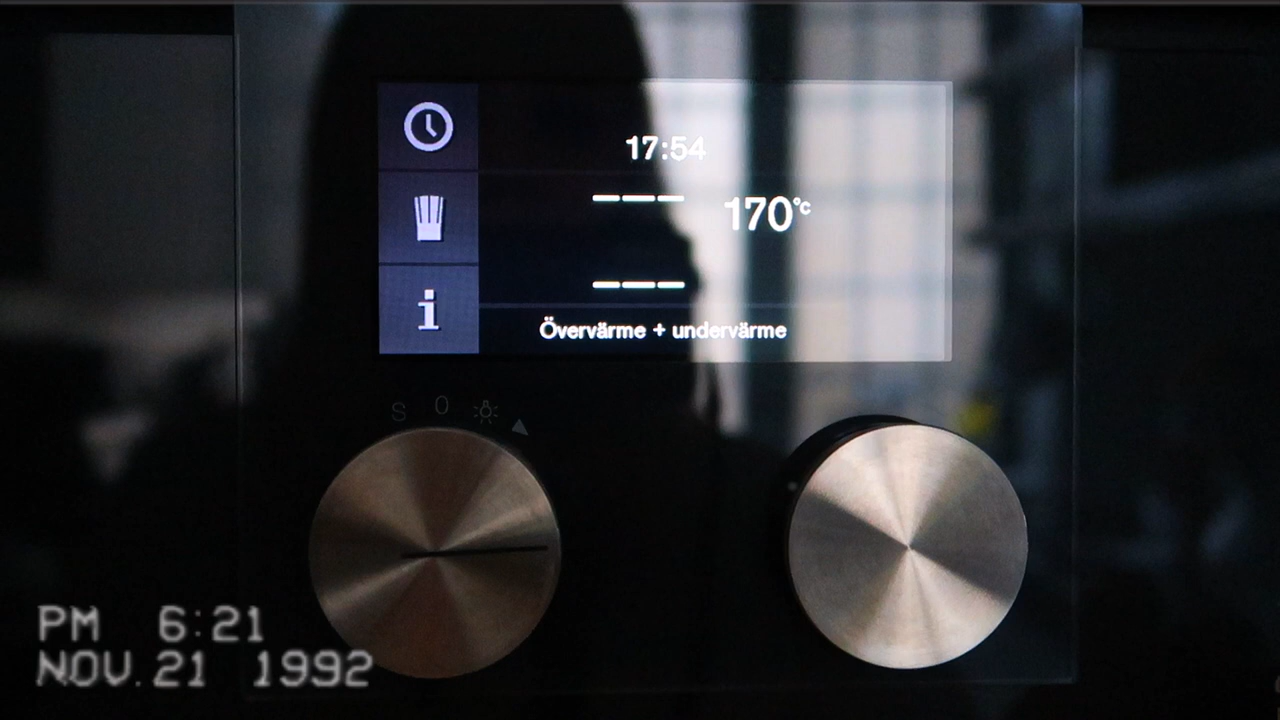 17:54
170°C
i
Övervärme + undervärme
S 0
PM 6:21
NOV. 21 1992